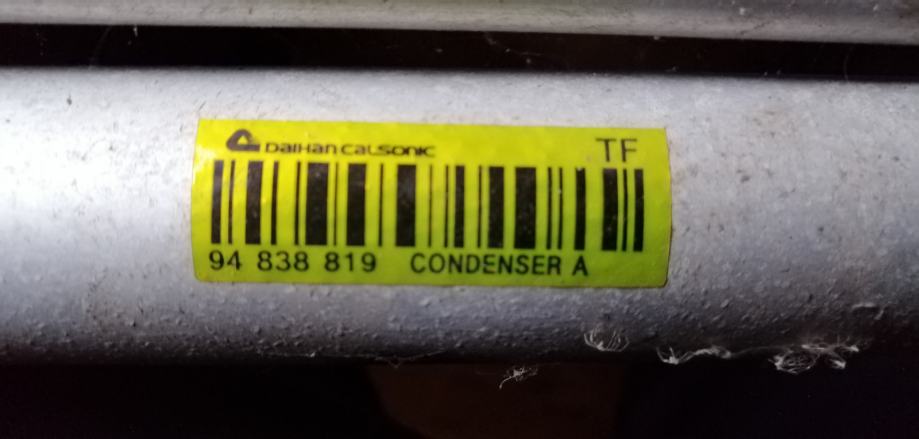 DaiHan CaLSONiC
TF
94 838 819 CONDENSER A